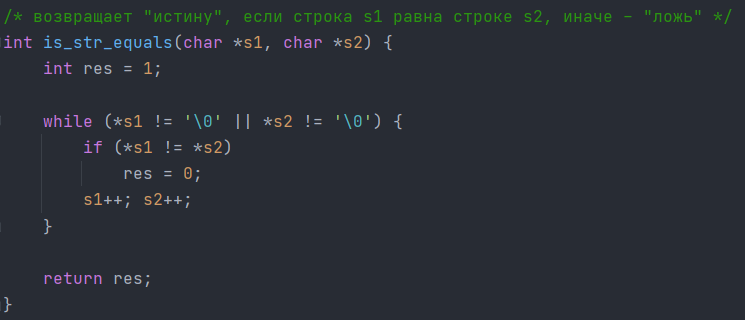 /* возвращает "истину", если строка s1 равна строке s2, иначе - "ложь" */
int is_str_equals(char *s1, char *s2) {
    int res = 1;

    while (*s1 != '\0' || *s2 != '\0') {
        if (*s1 != *s2)
            res = 0;
        s1++; s2++;
    }

    return res;
}